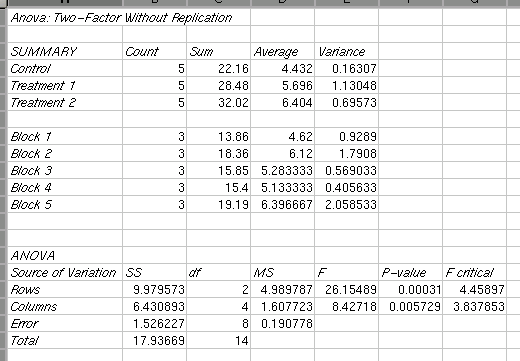 Anova: Two-Factor Without Replication
SUMMARY Count Sum Average Variance
Control 5 22.16 4.432 0.16307
Treatment 1 5 28.48 5.696 1.13048
Treatment 2 5 32.02 6.404 0.69573
Block 1 3 13.86 4.62 0.9289
Block 2 3 18.36 6.12 1.7908
Block 3 3 15.85 5.283333 0.569033
Block 4 3 15.4 5.133333 0.405633
Block 5 3 19.19 6.396667 2.058533
ANOVA
Source of Variation SS df MS F P-value F critical
Rows 9.979573 2 4.989787 26.15489 0.00031 4.45897
Columns 6.430893 4 1.607723 8.42718 0.005729 3.837853
Error 1.526227 8 0.190778
Total 17.93669 14